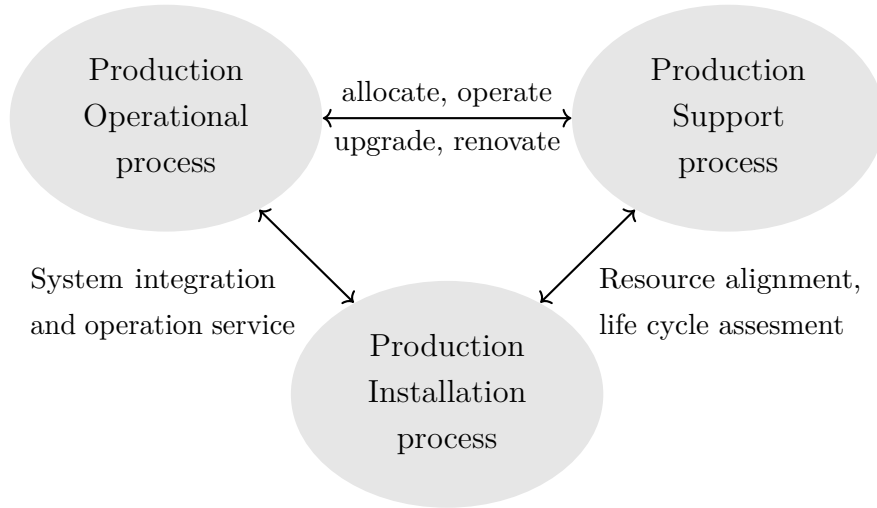 Production
Operational
process
allocate, operate
upgrade, renovate
Production
Support
process
System integration
and operation service
Resource alignment,
life cycle assesment
Production
Installation
process